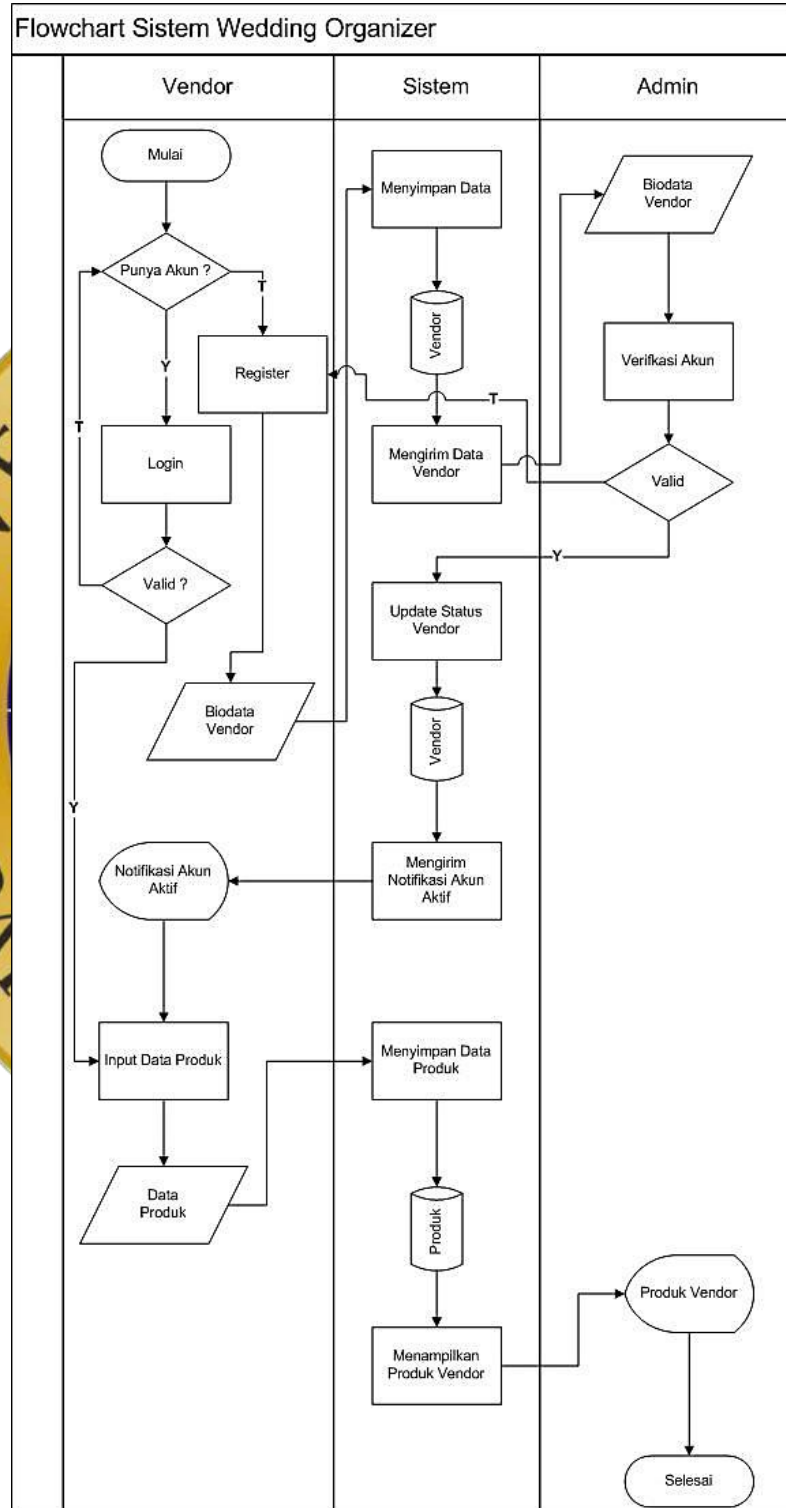 Flowchart Sistem Wedding Organizer
Vendor
Sistem
Admin
Mulai
Punya Akun ?
T
Y
Register
Login
T
Valid ?
Y
Biodata
Vendor
Menyimpan Data
Vendor
Mengirim Data
Vendor
Biodata
Vendor
Verifkasi Akun
Valid
T
Y
Update Status
Vendor
Vendor
Mengirim
Notifikasi Akun
Aktif
Notifikasi Akun
Aktif
Input Data Produk
Data
Produk
Menyimpan Data
Produk
Produk
Menampilkan
Produk Vendor
Produk Vendor
Selesai